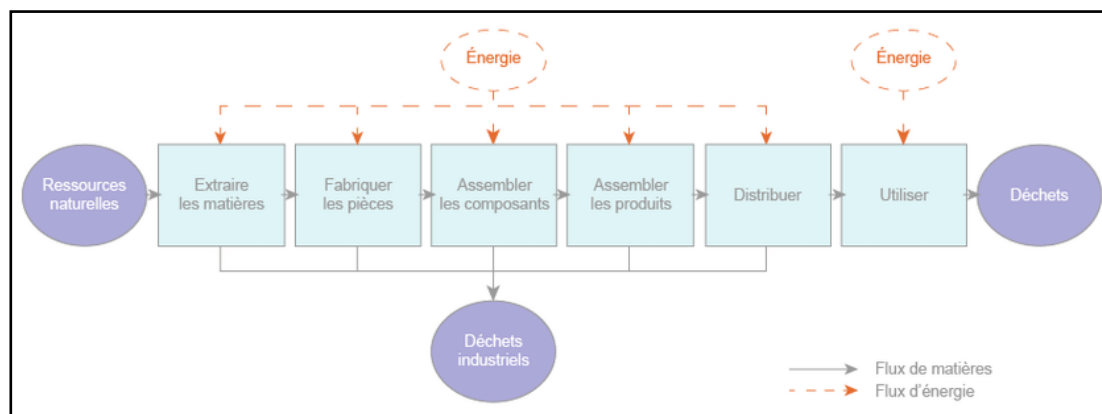 Énergie
Énergie
Ressources
naturelles
Extraire
les matières
Fabriquer
les pièces
Assembler
les composants
Assembler
les produits
Distribuer
Utiliser
Déchets
Déchets
industriels
Flux de matières
Flux d'énergie